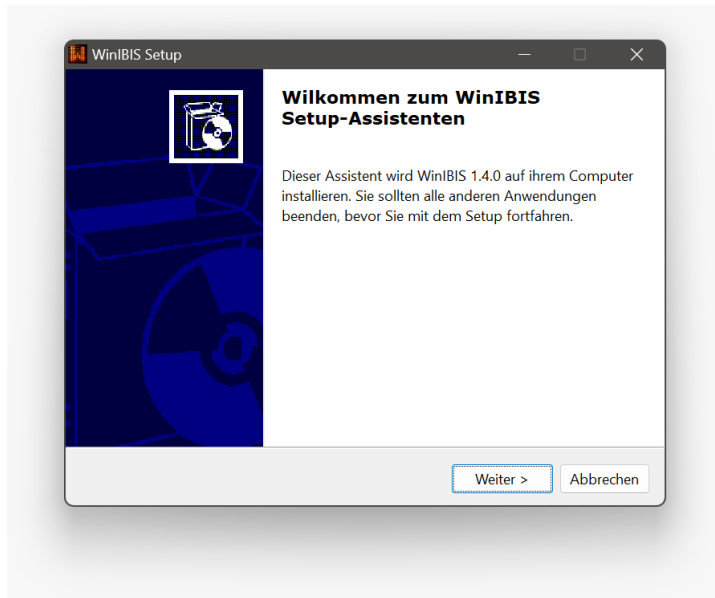 WinIBIS Setup
Wilkommen zum WinIBIS
Setup-Assistenten
Dieser Assistent wird WinIBIS 1.4.0 auf ihrem Computer
installieren. Sie sollten alle anderen Anwendungen
beenden, bevor Sie mit dem Setup fortfahren.
Weiter >
Abbrechen